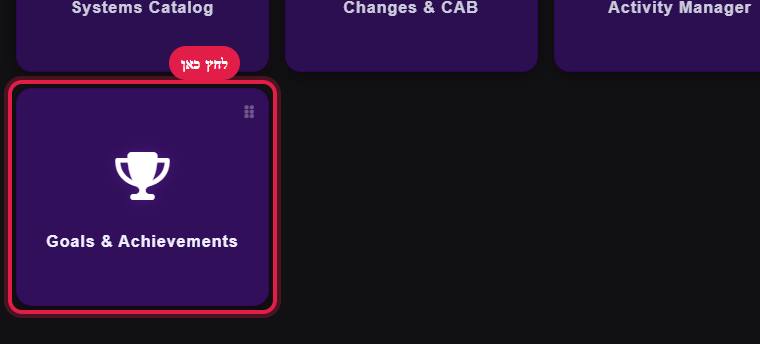 Systems Catalog
Changes & CAB
Activity Manager
לחץ כאן
Goals & Achievements